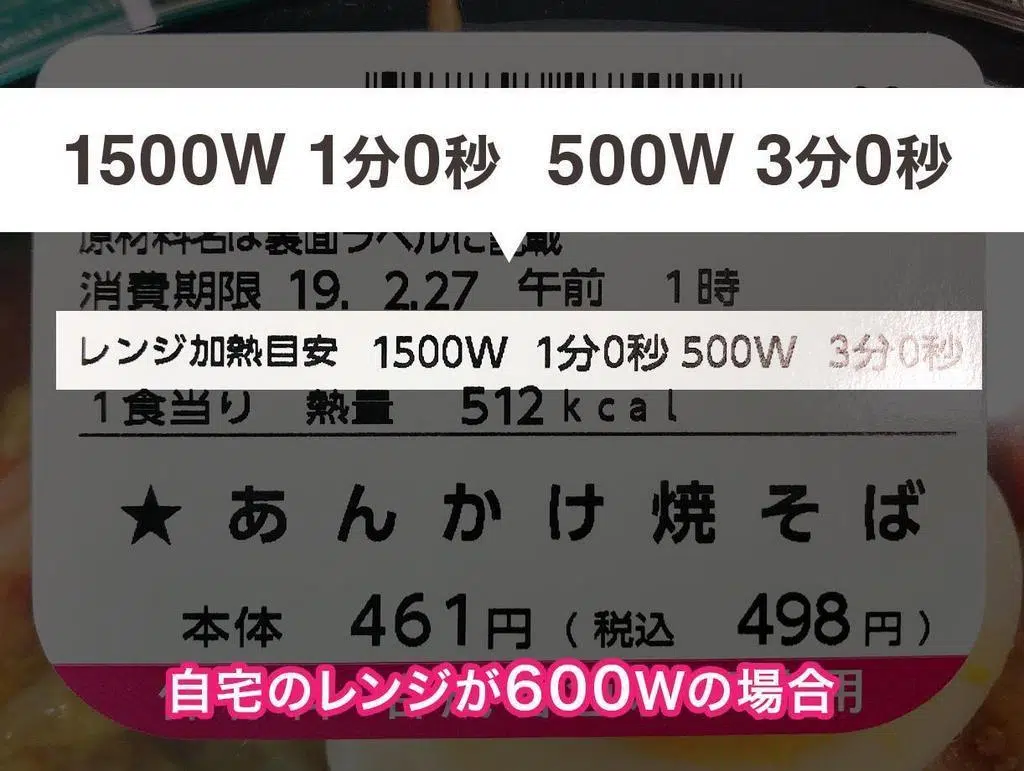 1500W 1分0秒 500W 3分0秒
原材料名は裏面ラベルに記載
消費期限 19. 2.27 午前 1時
レンジ加熱目安 1500W 1分0秒 500W 3分0秒
1食当り 熱量 512kcal
★あんかけ焼そば
本体 461円(税込 498円)
自宅のレンジが600Wの場合